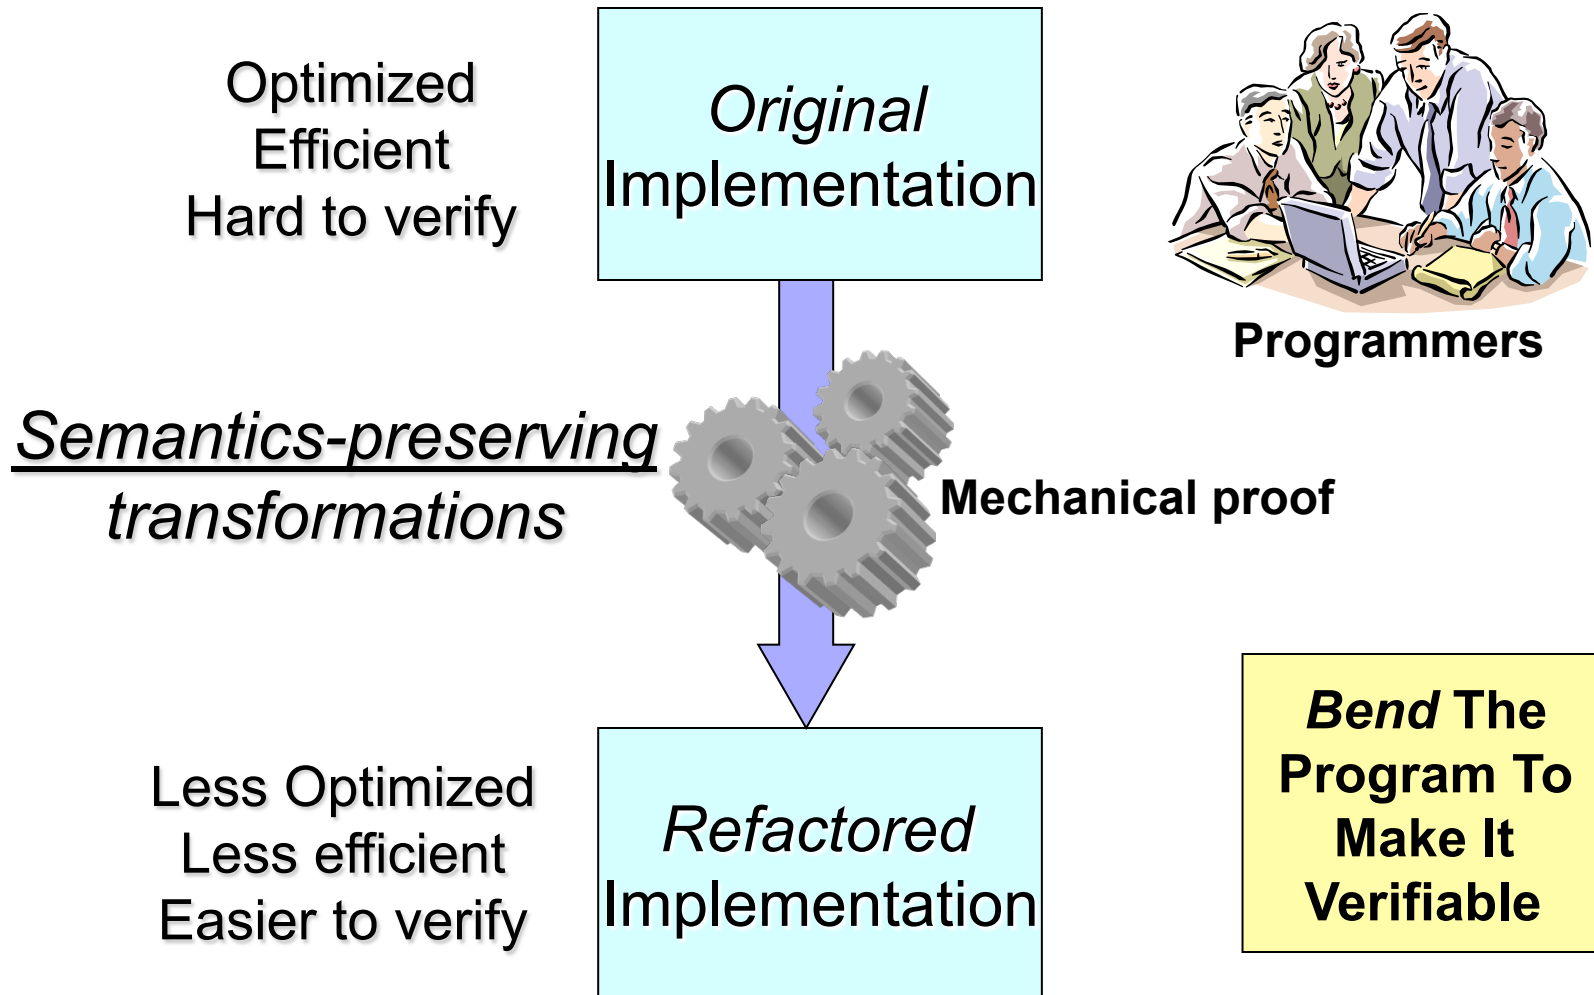 Optimized
Efficient
Hard to verify
Original
Implementation
Programmers
Semantics-preserving
transformations
Mechanical proof
Less Optimized
Less efficient
Easier to verify
Refactored
Implementation
Bend The
Program To
Make It
Verifiable